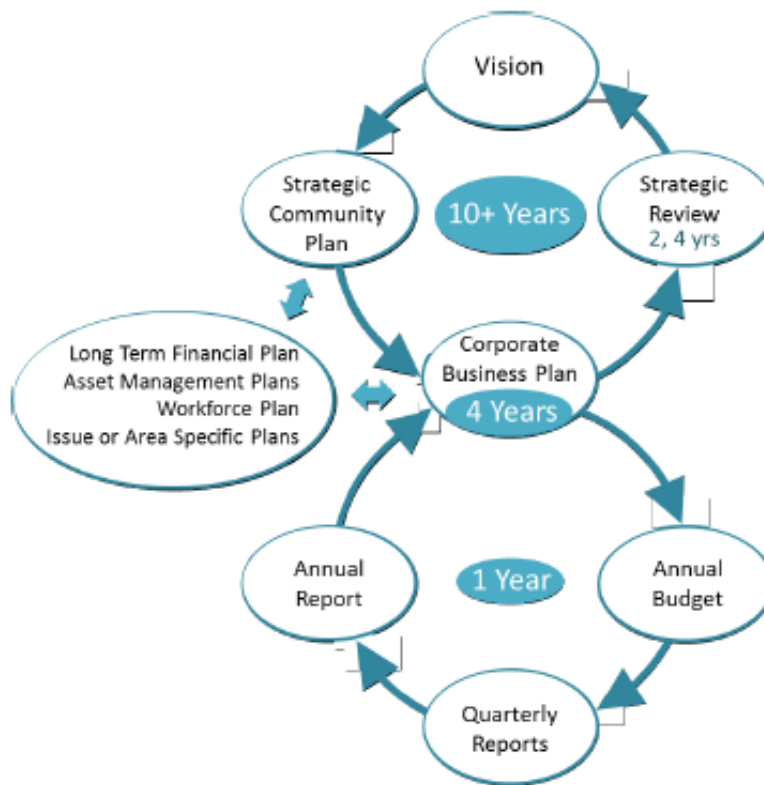 Vision
Strategic
Community
Plan
10+ Years
Strategic
Review
2, 4 yrs
Long Term Financial Plan
Asset Management Plans
Workforce Plan
Issue or Area Specific Plans
Corporate
Business Plan
4 Years
Annual
Report
1 Year
Annual
Budget
Quarterly
Reports